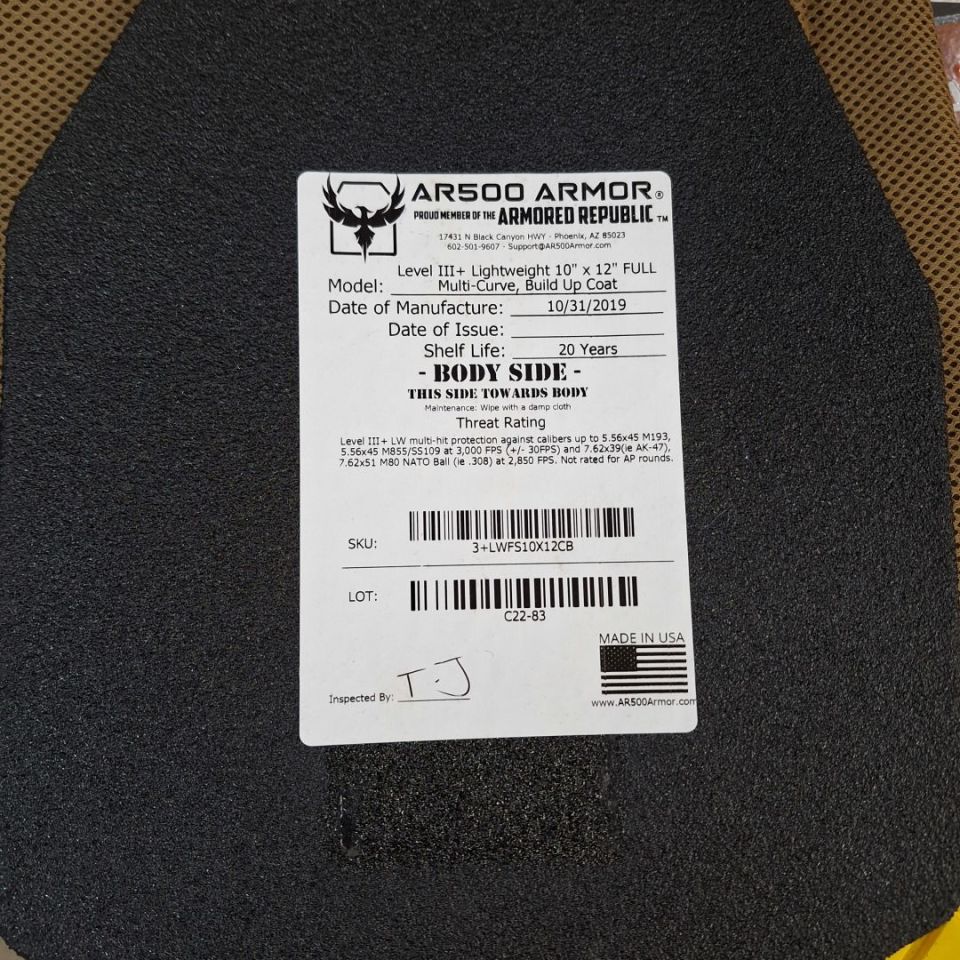 AR500 ARMOR®
PROUD MEMBER OF THE ARMORED REPUBLIC TM
17431 N Black Canyon HWY - Phoenix, AZ 85023
602-501-9607 - Support@AR500Armor.com
Level III+ Lightweight 10" x 12" FULL
Model: Multi-Curve, Build Up Coat
Date of Manufacture: 10/31/2019
Date of Issue:
Shelf Life: 20 Years
- BODY SIDE -
THIS SIDE TOWARDS BODY
Maintenance: Wipe with a damp cloth
Threat Rating
Level III+ LW multi-hit protection against calibers up to 5.56x45 M193,
5.56x45 M855/SS109 at 3,000 FPS (+/- 30FPS) and 7.62x39(ie AK-47),
7.62x51 M80 NATO Ball (ie .308) at 2,850 FPS. Not rated for AP rounds.
SKU:
3+LWFS10X12CB
LOT:
C22-83
MADE IN USA
Inspected By: T.J
www.AR500Armor.com